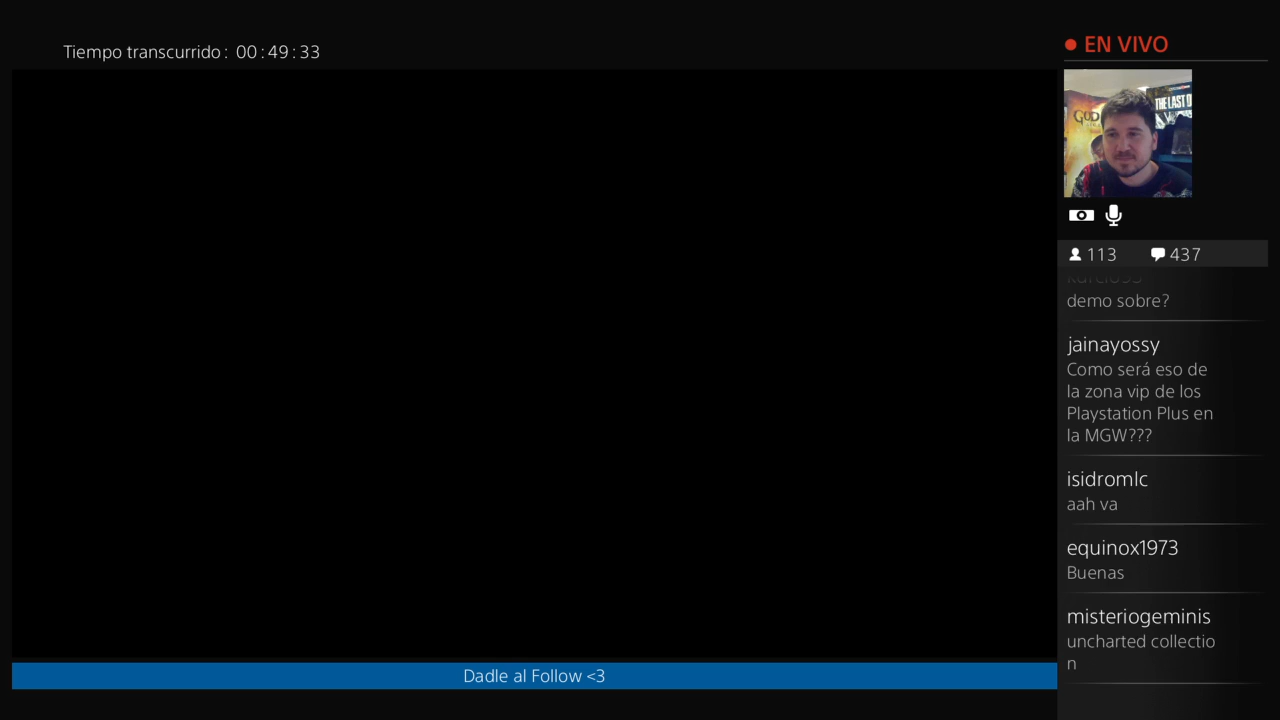 Tiempo transcurrido : 00 : 49 : 33
EN VIVO
GOD
THE LAST O
113 437
demo sobre?
jainayossy
Como será eso de
la zona vip de los
Playstation Plus en
la MGW???
isidromlc
aah va
equinox1973
Buenas
misteriogeminis
uncharted collectio
n
Dadle al Follow <3